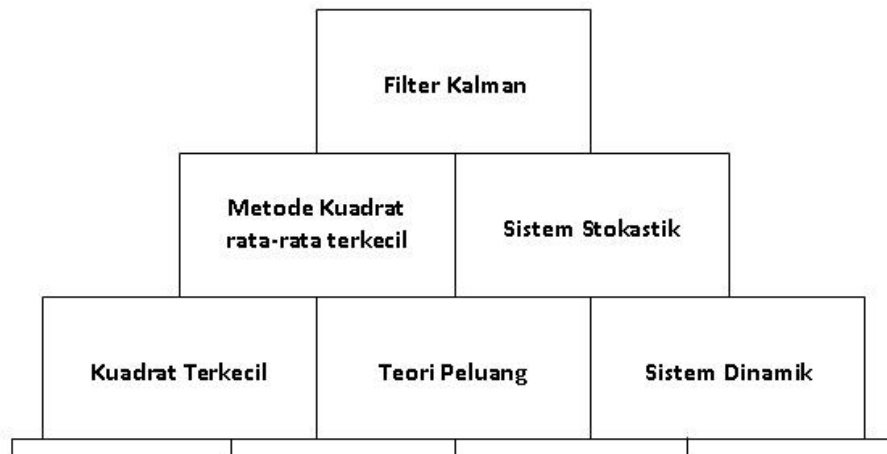 Filter Kalman
Metode Kuadrat
rata-rata terkecil
Sistem Stokastik
Kuadrat Terkecil
Teori Peluang
Sistem Dinamik